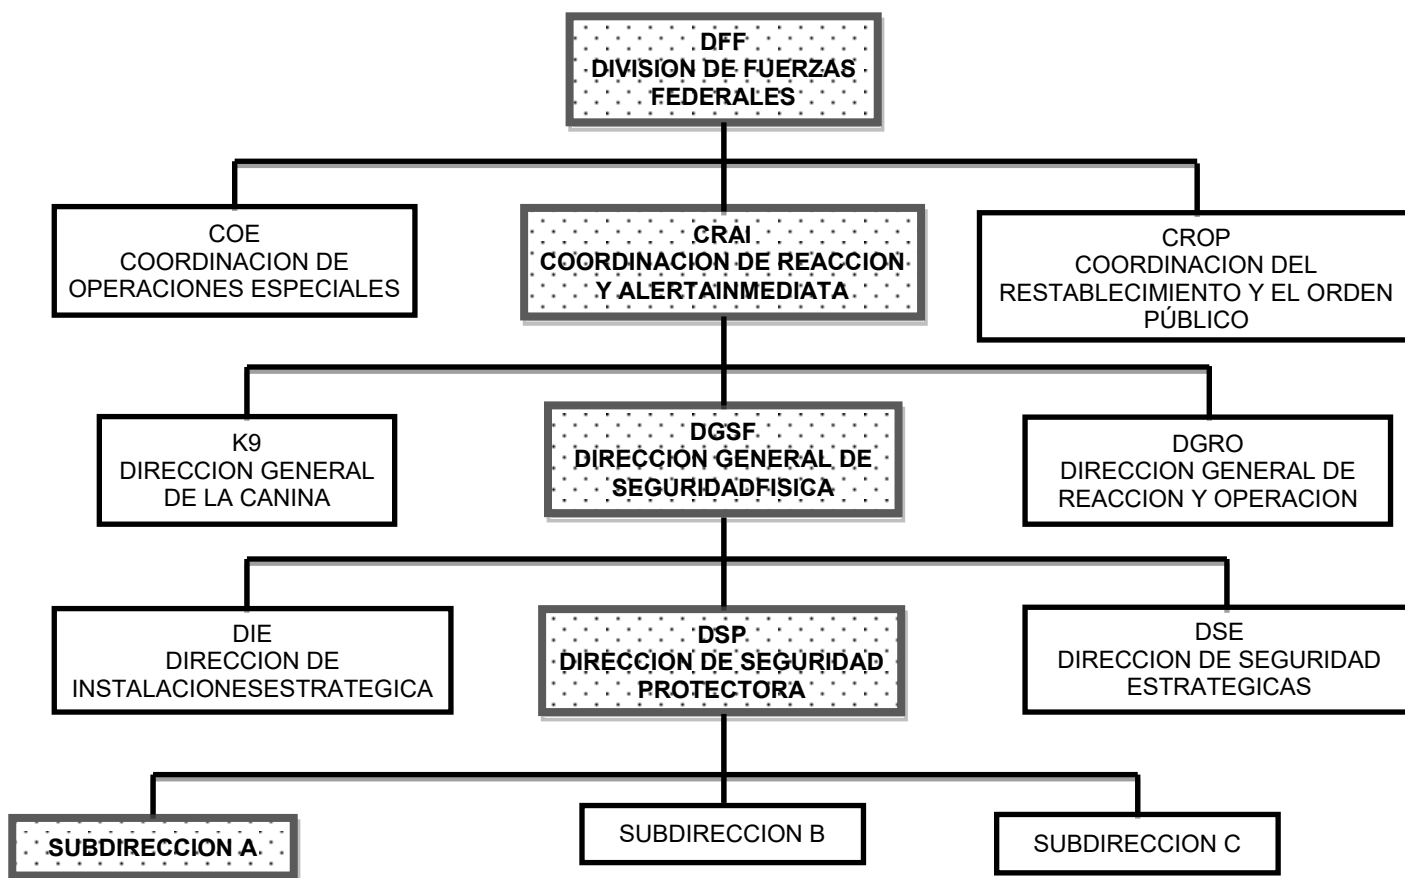 DFF
DIVISION DE FUERZAS
FEDERALES
COE
COORDINACION DE
OPERACIONES ESPECIALES
CRAI
COORDINACION DE REACCION
Y ALERTAINMEDIATA
CROP
COORDINACION DEL
RESTABLECIMIENTO Y EL ORDEN
PÚBLICO
K9
DIRECCION GENERAL
DE LA CANINA
DGSF
DIRECCION GENERAL DE
SEGURIDADFISICA
DGRO
DIRECCION GENERAL DE
REACCION Y OPERACION
DIE
DIRECCION DE
INSTALACIONESESTRATEGICA
DSP
DIRECCION DE SEGURIDAD
PROTECTORA
DSE
DIRECCION DE SEGURIDAD
ESTRATEGICAS
SUBDIRECCION A
SUBDIRECCION B
SUBDIRECCION C